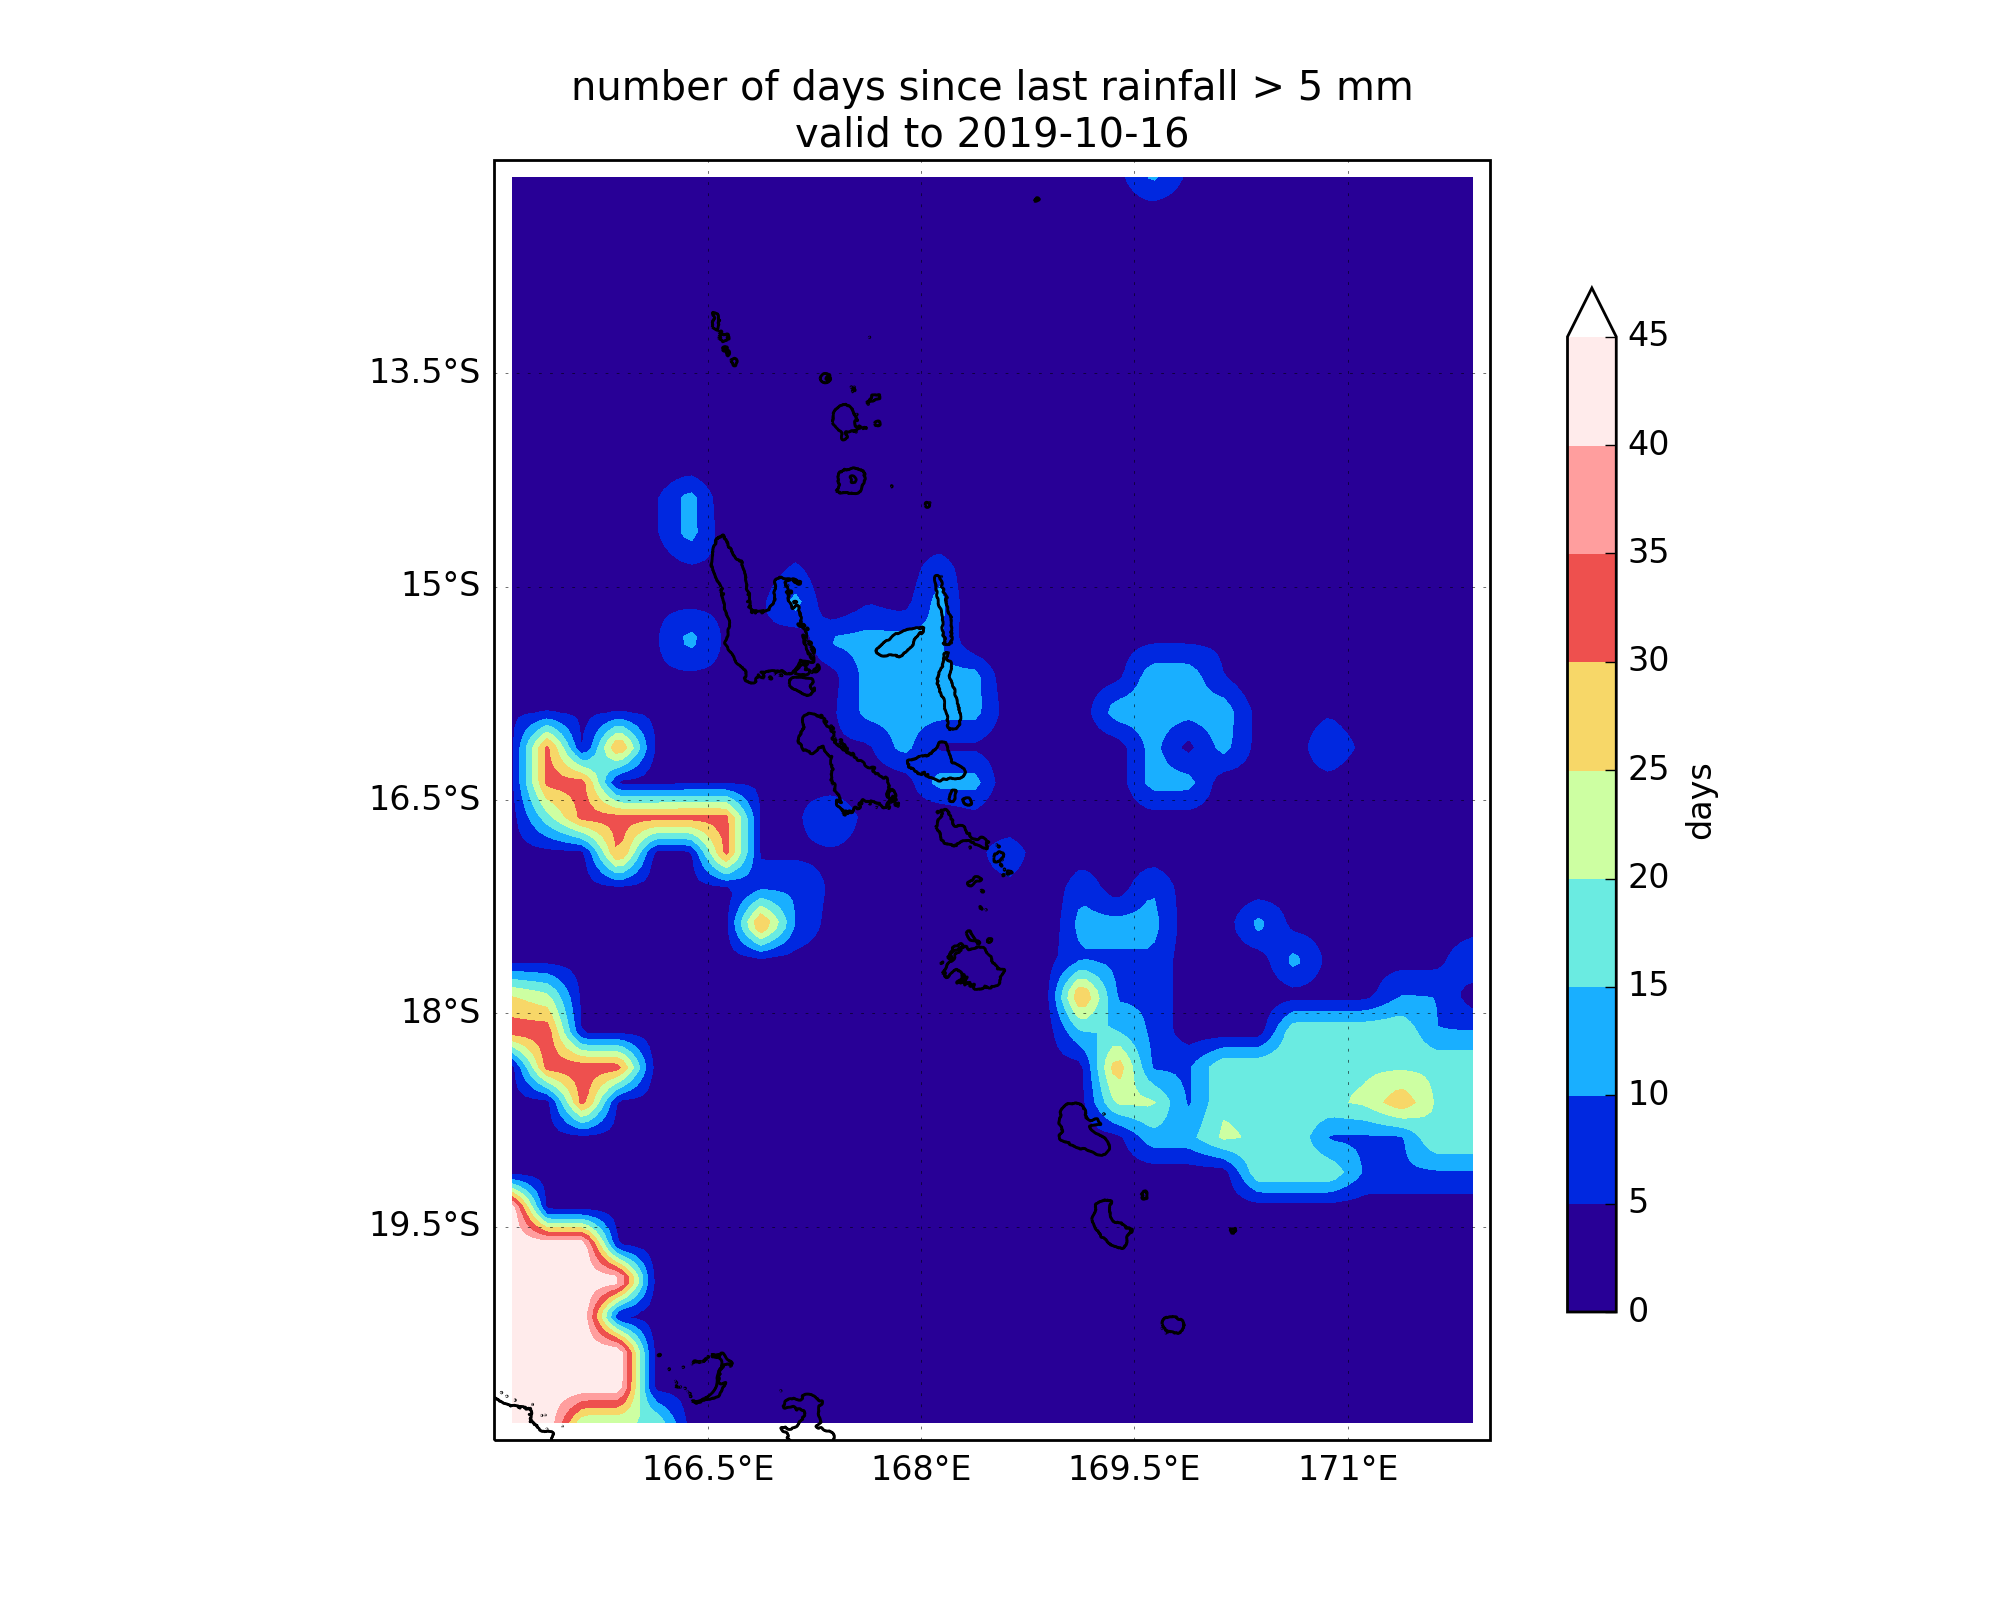 number of days since last rainfall > 5 mm
valid to 2019-10-16
13.5°S
15°S
16.5°S
18°S
19.5°S
166.5°E
168°E
169.5°E
171°E
45
40
35
30
25
20
15
10
5
0
days